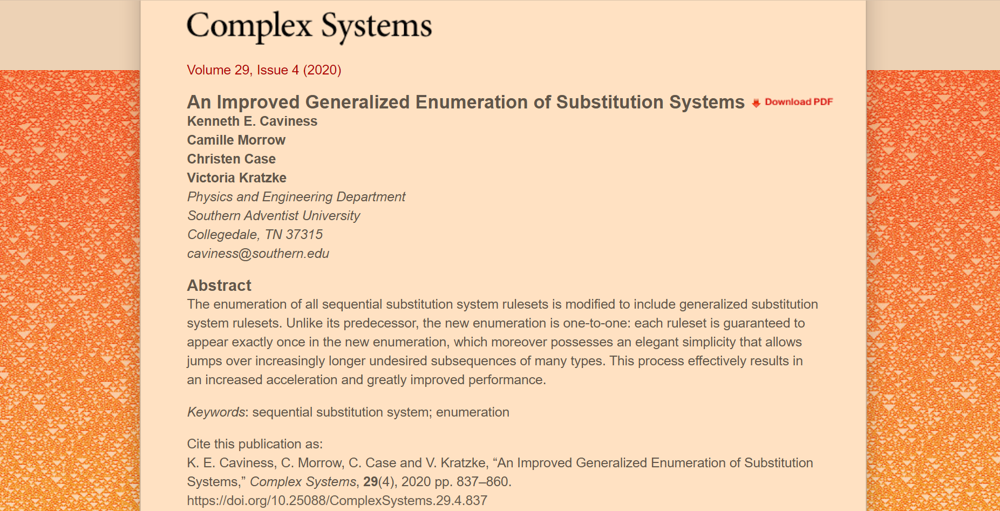 Complex Systems
Volume 29, Issue 4 (2020)
An Improved Generalized Enumeration of Substitution Systems Download PDF
Kenneth E. Caviness
Camille Morrow
Christen Case
Victoria Kratzke
Physics and Engineering Department
Southern Adventist University
Collegedale, TN 37315
caviness@southern.edu
Abstract
The enumeration of all sequential substitution system rulesets is modified to include generalized substitution
system rulesets. Unlike its predecessor, the new enumeration is one-to-one: each ruleset is guaranteed to
appear exactly once in the new enumeration, which moreover possesses an elegant simplicity that allows
jumps over increasingly longer undesired subsequences of many types. This process effectively results in
an increased acceleration and greatly improved performance.
Keywords: sequential substitution system; enumeration
Cite this publication as:
K. E. Caviness, C. Morrow, C. Case and V. Kratzke, “An Improved Generalized Enumeration of Substitution
Systems,” Complex Systems, 29(4), 2020 pp. 837–860.
https://doi.org/10.25088/ComplexSystems.29.4.837